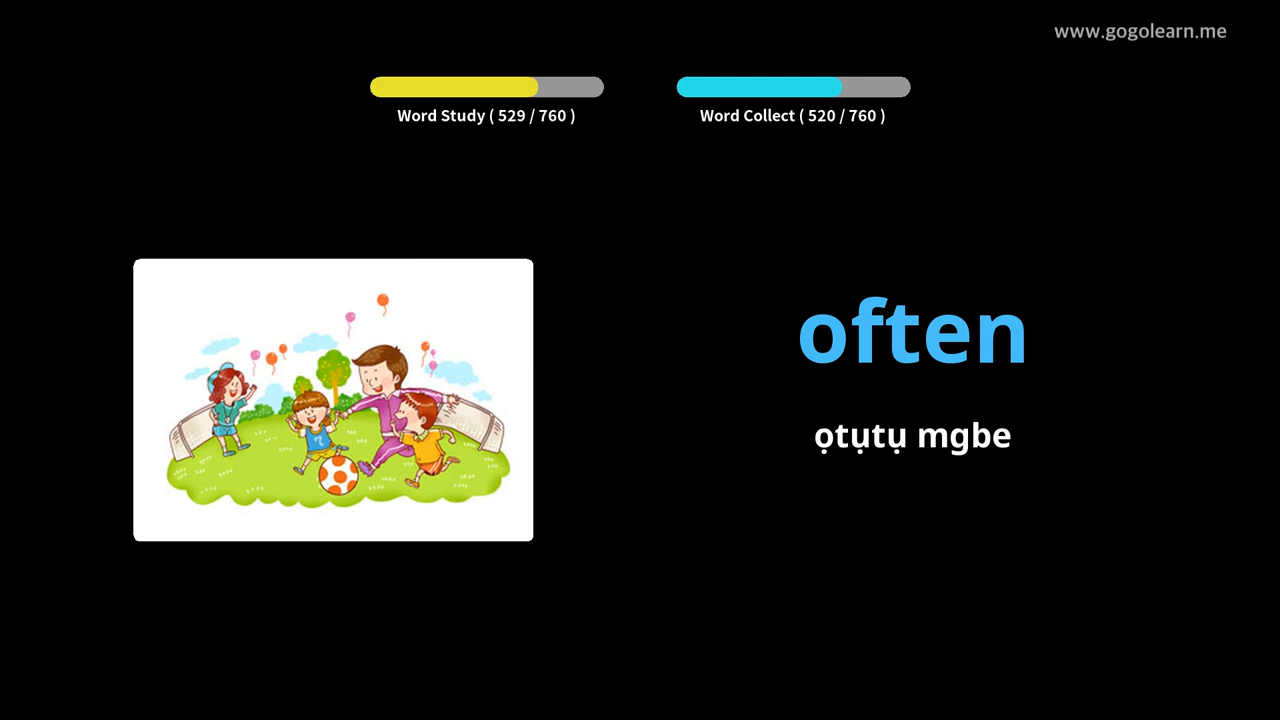 www.gogolearn.me
Word Study ( 529 / 760 )
Word Collect ( 520 / 760 )
often
ọtụtụ mgbe